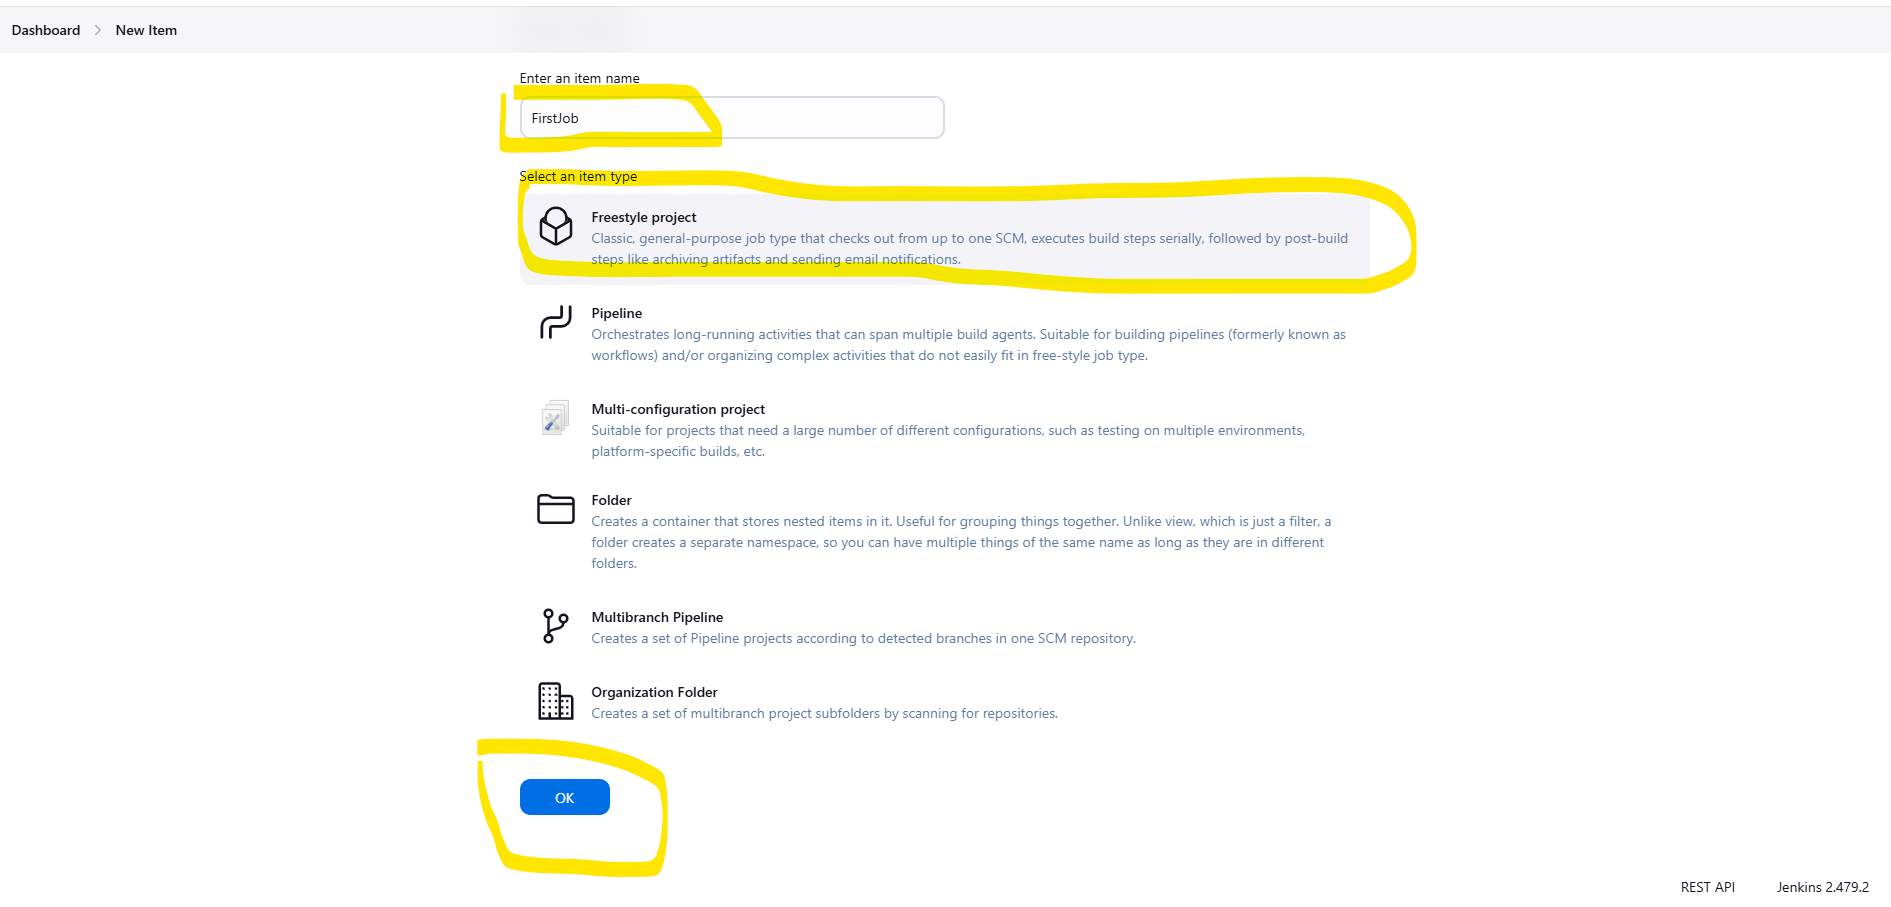 Dashboard > New Item
Enter an item name
FirstJob
Select an item type
Freestyle project
Classic, general-purpose job type that checks out from up to one SCM, executes build steps serially, followed by post-build
steps like archiving artifacts and sending email notifications.
Pipeline
Orchestrates long-running activities that can span multiple build agents. Suitable for building pipelines (formerly known as
workflows) and/or organizing complex activities that do not easily fit in free-style job type.
Multi-configuration project
Suitable for projects that need a large number of different configurations, such as testing on multiple environments,
platform-specific builds, etc.
Folder
Creates a container that stores nested items in it. Useful for grouping things together. Unlike view, which is just a filter, a
folder creates a separate namespace, so you can have multiple things of the same name as long as they are in different
folders.
Multibranch Pipeline
Creates a set of Pipeline projects according to detected branches in one SCM repository.
Organization Folder
Creates a set of multibranch project subfolders by scanning for repositories.
OK
REST API Jenkins 2.479.2